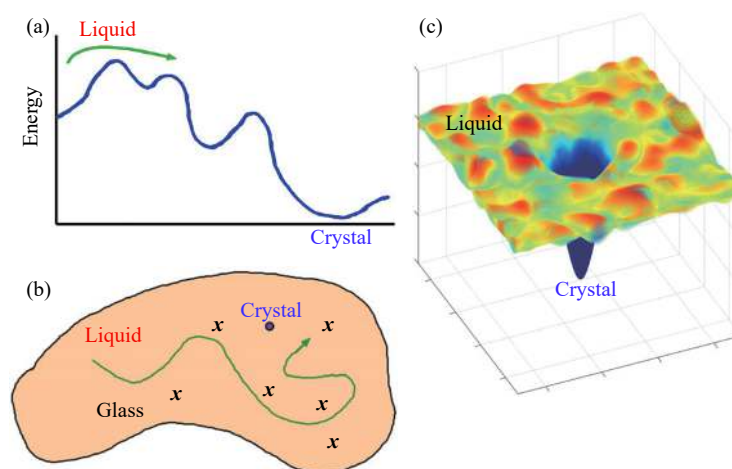 (a)
Liquid
Energy
Crystal
(b)
Liquid
Crystal
x
x
x
x
x
x
Glass
(c)
Liquid
Crystal